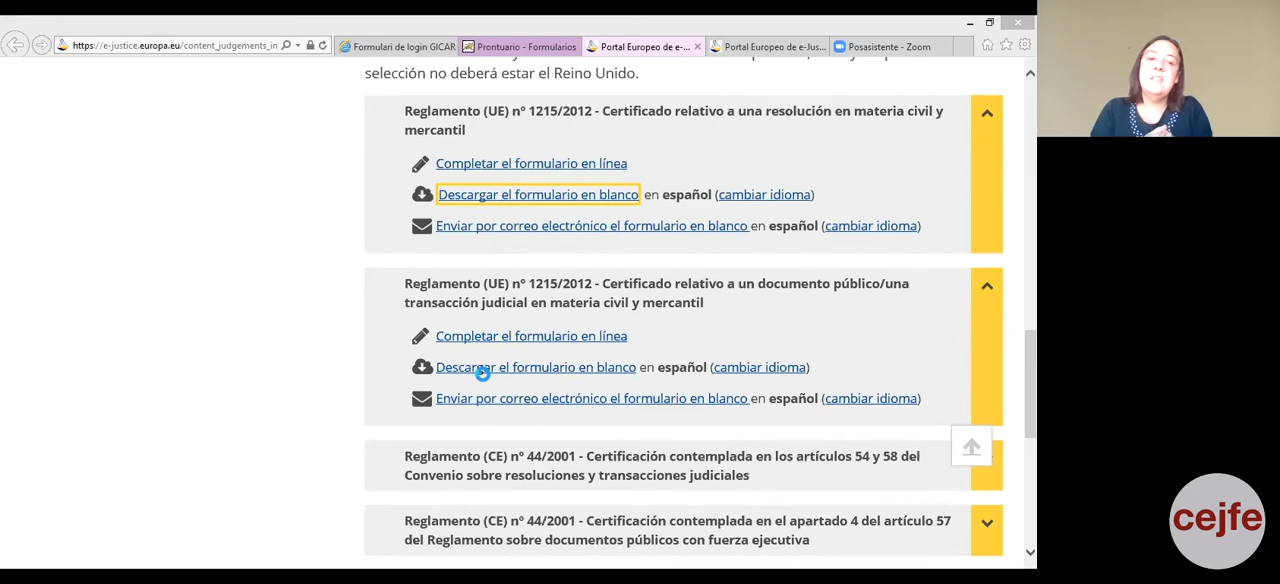 https://e-justice.europa.eu/content_judgements_in
Formulari de login GICAR
Prontuario - Formularios
Portal Europeo de e-...
Portal Europeo de e-Jus...
Posasistente - Zoom
selección no deberá estar el Reino Unido.
Reglamento (UE) nº 1215/2012 - Certificado relativo a una resolución en materia civil y
mercantil
Completar el formulario en línea
Descargar el formulario en blanco en español (cambiar idioma)
Enviar por correo electrónico el formulario en blanco en español (cambiar idioma)
Reglamento (UE) nº 1215/2012 - Certificado relativo a un documento público/una
transacción judicial en materia civil y mercantil
Completar el formulario en línea
Descargar el formulario en blanco en español (cambiar idioma)
Enviar por correo electrónico el formulario en blanco en español (cambiar idioma)
Reglamento (CE) nº 44/2001 - Certificación contemplada en los artículos 54 y 58 del
Convenio sobre resoluciones y transacciones judiciales
Reglamento (CE) nº 44/2001 - Certificación contemplada en el apartado 4 del artículo 57
del Reglamento sobre documentos públicos con fuerza ejecutiva
cejfe